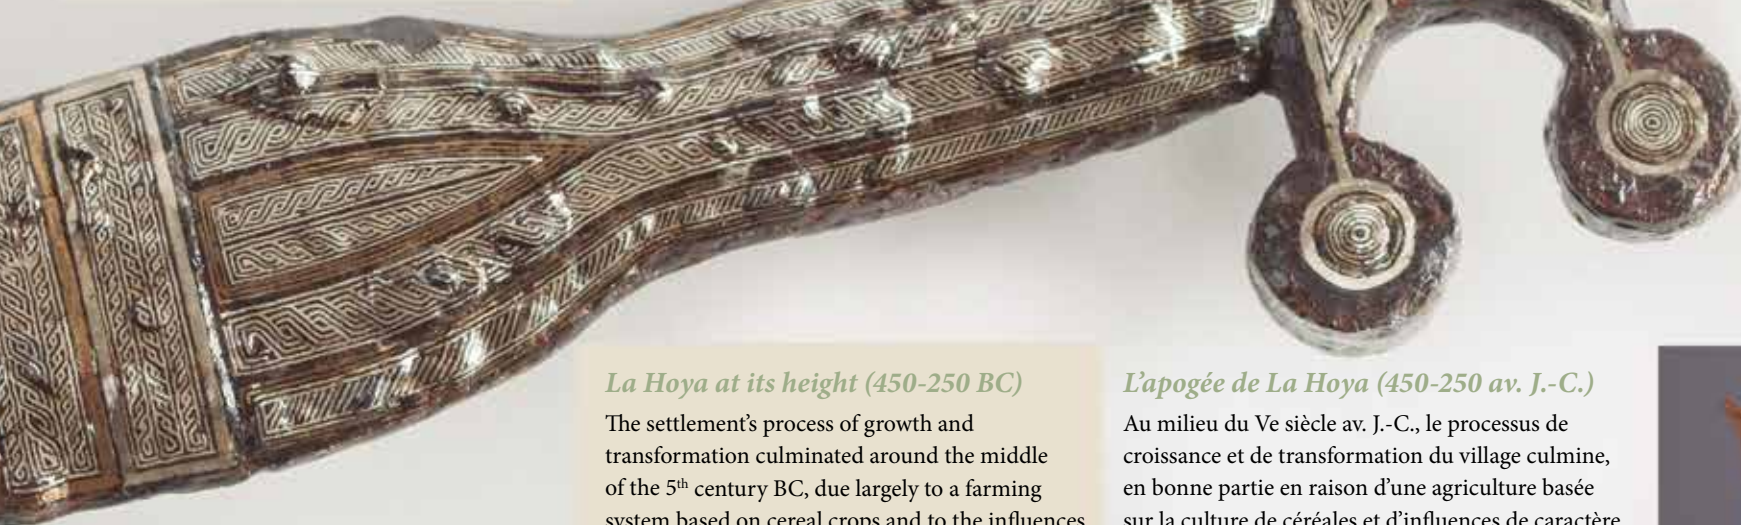 La Hoya at its height (450-250 BC)
The settlement’s process of growth and
transformation culminated around the middle
of the 5th century BC, due largely to a farming
system based on cereal crops and to the influences
L’apogée de La Hoya (450-250 av. J.-C.)
Au milieu du Ve siècle av. J.-C., le processus de
croissance et de transformation du village culmine,
en bonne partie en raison d’une agriculture basée
sur la culture de céréales et d’influences de caractère